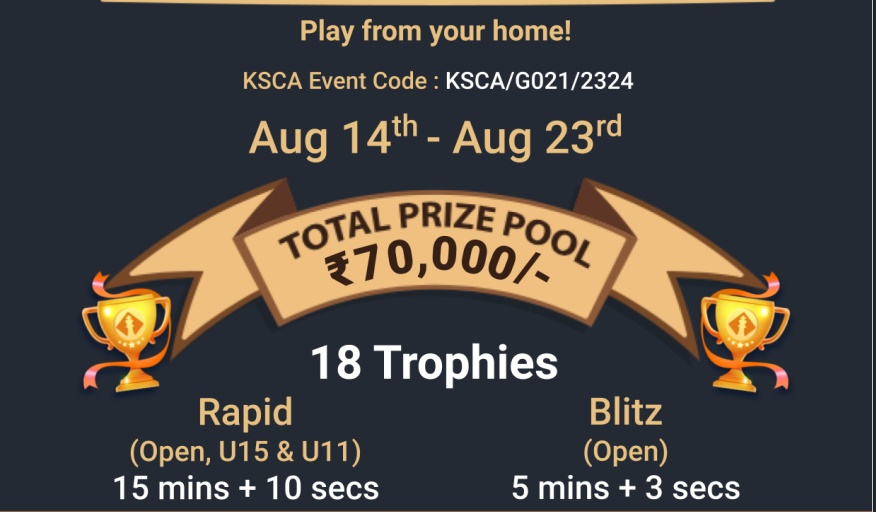 Play from your home!
KSCA Event Code : KSCA/G021/2324
Aug 14th - Aug 23rd
TOTAL PRIZE POOL
₹70,000/-
18 Trophies
Rapid
(Open, U15 & U11)
15 mins + 10 secs
Blitz
(Open)
5 mins + 3 secs